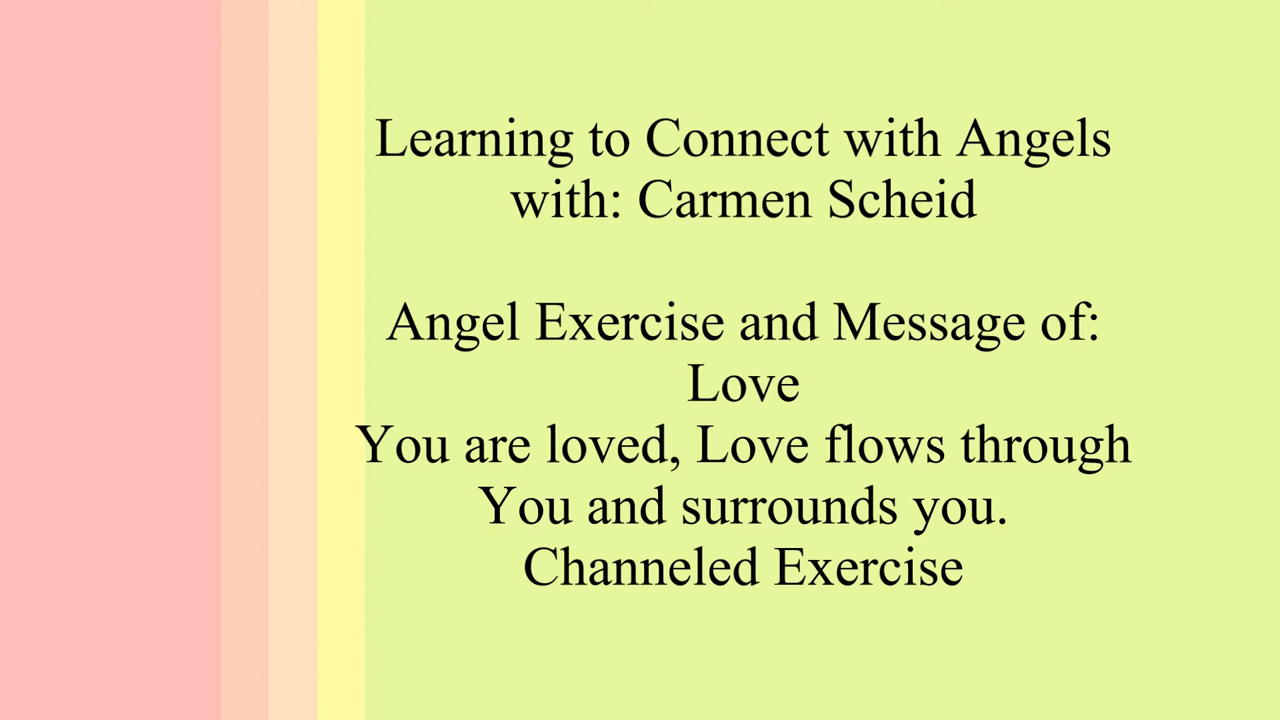 Learning to Connect with Angels
with: Carmen Scheid
Angel Exercise and Message of:
Love
You are loved, Love flows through
You and surrounds you.
Channeled Exercise